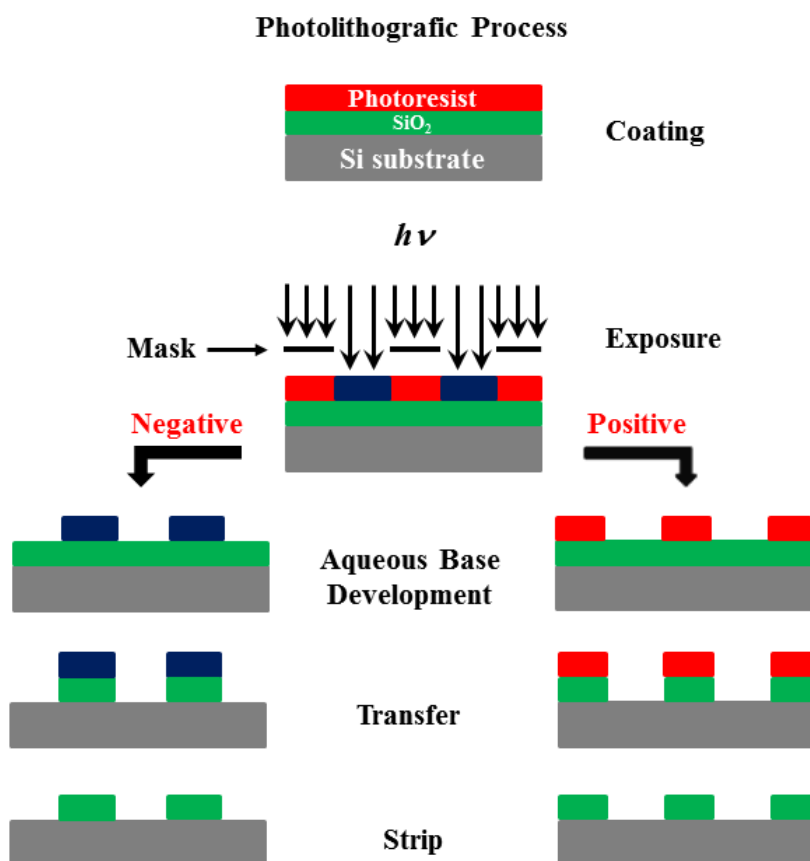 Photolithografic Process
Photoresist
SiO₂
Si substrate
Coating
hν
Mask
Exposure
Negative
Positive
Aqueous Base
Development
Transfer
Strip